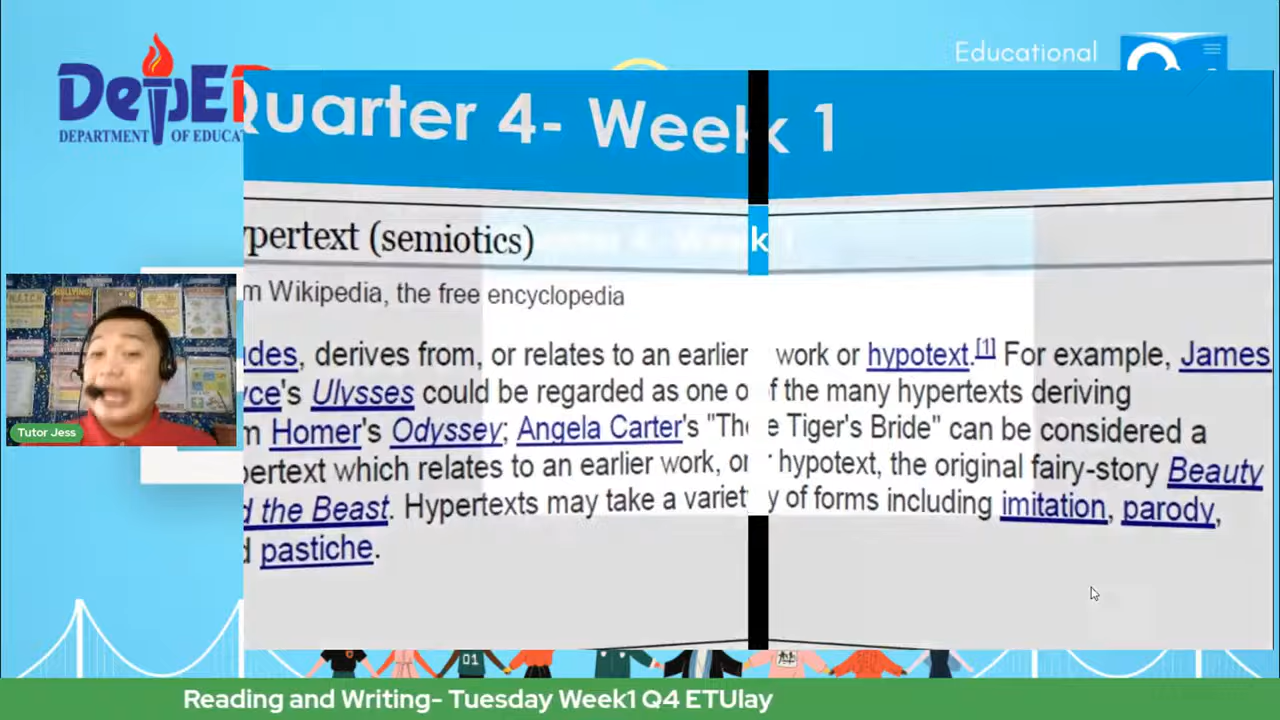 Educational
DepED
DEPARTMENT OF EDUCAT
Quarter 4- Week 1
pertext (semiotics)
m Wikipedia, the free encyclopedia
udes, derives from, or relates to an earlier work or hypotext.[1] For example, James
yce's Ulysses could be regarded as one of the many hypertexts deriving
m Homer's Odyssey; Angela Carter's "The Tiger's Bride" can be considered a
pertext which relates to an earlier work, or hypotext, the original fairy-story Beauty
d the Beast. Hypertexts may take a variety of forms including imitation, parody,
d pastiche.
Tutor Jess
01
Reading and Writing- Tuesday Week1 Q4 ETUlay